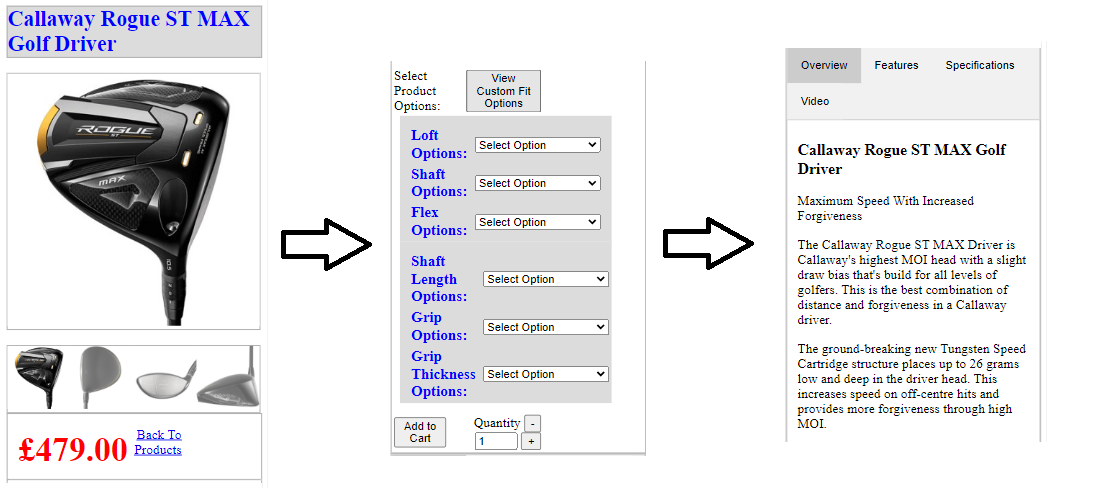 Callaway Rogue ST MAX
Golf Driver
ROGUE
ST
MAX
10.5
£479.00
Back To
Products
Select
Product
Options:
View
Custom Fit
Options
Loft
Options:
Select Option
Shaft
Options:
Select Option
Flex
Options:
Select Option
Shaft
Length
Options:
Select Option
Grip
Options:
Select Option
Grip
Thickness
Options:
Select Option
Add to
Cart
Quantity -
1 +
Overview Features Specifications
Video
Callaway Rogue ST MAX Golf
Driver
Maximum Speed With Increased
Forgiveness
The Callaway Rogue ST MAX Driver is
Callaway's highest MOI head with a slight
draw bias that's build for all levels of
golfers. This is the best combination of
distance and forgiveness in a Callaway
driver.
The ground-breaking new Tungsten Speed
Cartridge structure places up to 26 grams
low and deep in the driver head. This
increases speed on off-centre hits and
provides more forgiveness through high
MOI.